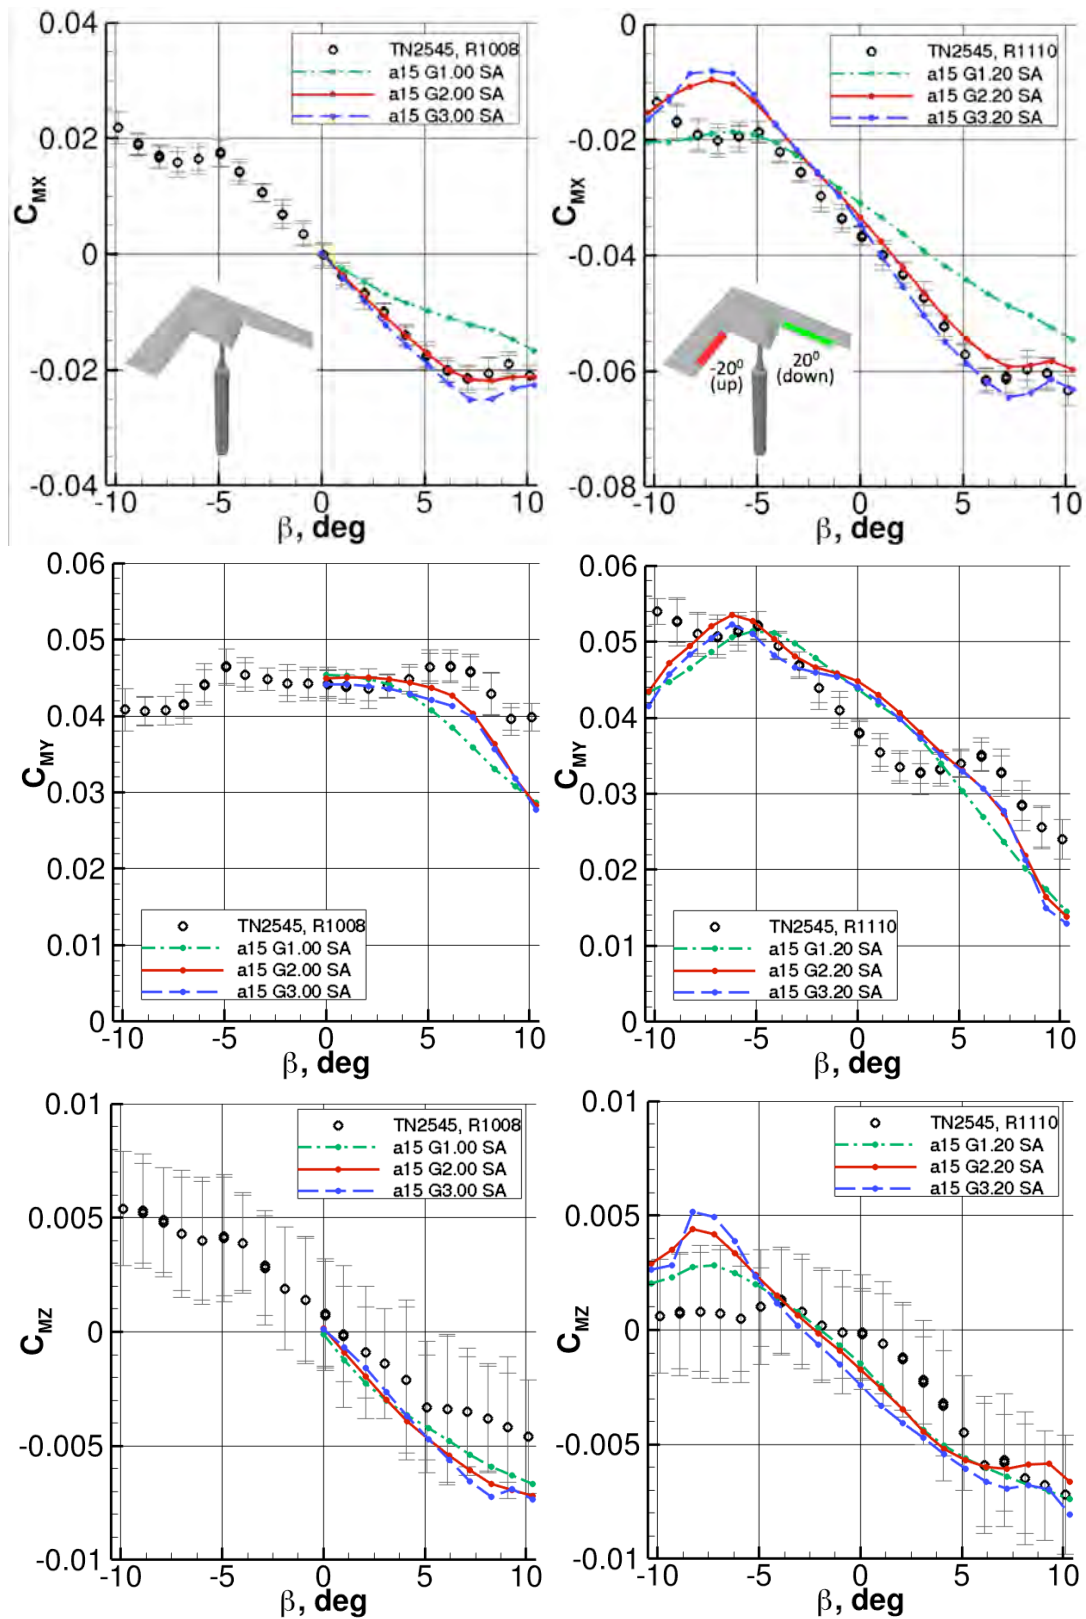 0.04
0.02
0
-0.02
-0.04
C_MX
TN2545, R1008
a15 G1.00 SA
a15 G2.00 SA
a15 G3.00 SA
-10
-5
0
5
10
β, deg
0
-0.02
-0.04
-0.06
-0.08
C_MX
TN2545, R1110
a15 G1.20 SA
a15 G2.20 SA
a15 G3.20 SA
-20⁰
(up)
20⁰
(down)
-10
-5
0
5
10
β, deg
0.06
0.05
0.04
0.03
0.02
0.01
0
C_MY
TN2545, R1008
a15 G1.00 SA
a15 G2.00 SA
a15 G3.00 SA
-10
-5
0
5
10
β, deg
0.06
0.05
0.04
0.03
0.02
0.01
0
C_MY
TN2545, R1110
a15 G1.20 SA
a15 G2.20 SA
a15 G3.20 SA
-10
-5
0
5
10
β, deg
0.01
0.005
0
-0.005
-0.01
C_MZ
TN2545, R1008
a15 G1.00 SA
a15 G2.00 SA
a15 G3.00 SA
-10
-5
0
5
10
β, deg
0.01
0.005
0
-0.005
-0.01
C_MZ
TN2545, R1110
a15 G1.20 SA
a15 G2.20 SA
a15 G3.20 SA
-10
-5
0
5
10
β, deg